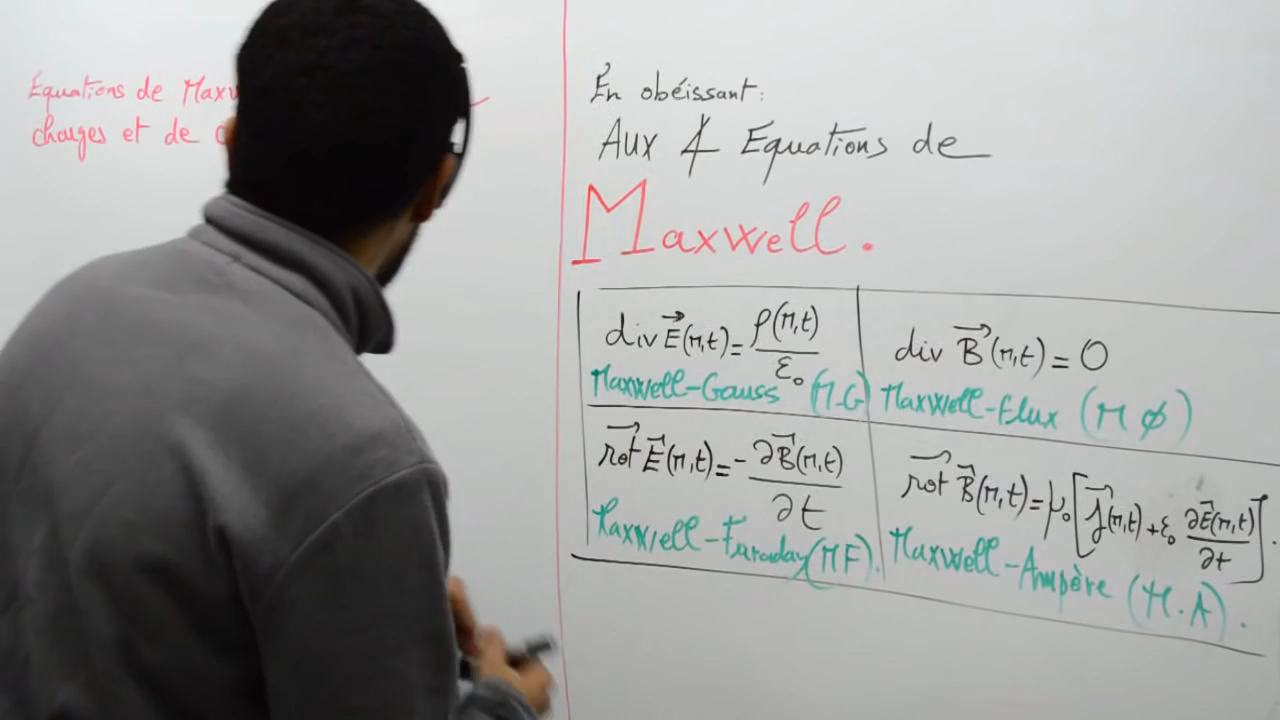 Equations de Maxw
charges et de
En obéissant:
Aux 4 Equations de
Maxwell.
div E⃗(M,t) = ρ(M,t)/ε₀
Maxwell-Gauss (M.G)
div B⃗(M,t) = 0
Maxwell-Flux (M ϕ)
rot⃗ E⃗(M,t) = - ∂B⃗(M,t)/∂t
Maxwell-Faraday (MF).
rot⃗ B⃗(M,t) = μ₀[j⃗(M,t) + ε₀ ∂E⃗(M,t)/∂t].
Maxwell-Ampère (M.A).